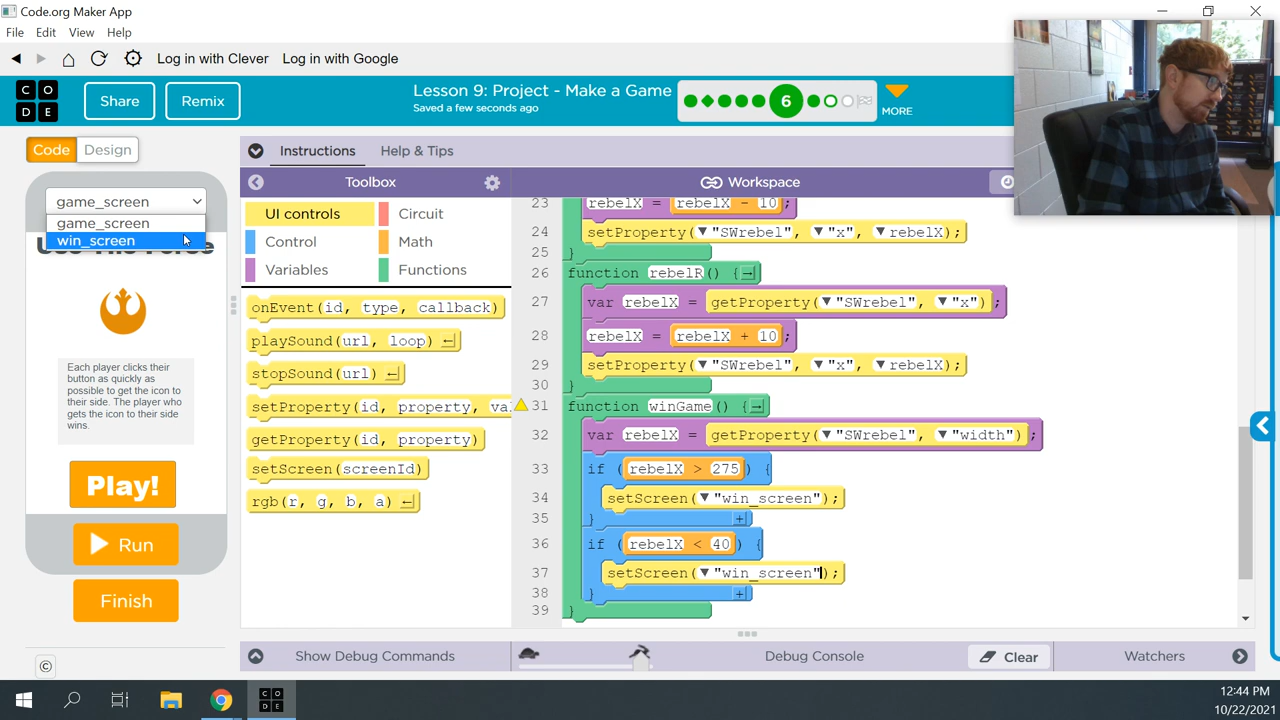 Code.org Maker App
File Edit View Help
Log in with Clever Log in with Google
C O D E
Share
Remix
Lesson 9: Project - Make a Game
Saved a few seconds ago
6
MORE
Code Design
Instructions Help & Tips
game_screen
game_screen
win_screen
Each player clicks their
button as quickly as
possible to get the icon to
their side. The player who
gets the icon to their side
wins.
Play!
Run
Finish
©
Toolbox
UI controls Circuit
Control Math
Variables Functions
onEvent(id, type, callback)
playSound(url, loop)
stopSound(url)
setProperty(id, property, val
getProperty(id, property)
setScreen(screenId)
rgb(r, g, b, a)
Workspace
23 rebelX = rebelX - 10;
24 setProperty("SWrebel", "x", rebelX);
25 }
26 function rebelR() {
27 var rebelX = getProperty("SWrebel", "x");
28 rebelX = rebelX + 10;
29 setProperty("SWrebel", "x", rebelX);
30 }
31 function winGame() {
32 var rebelX = getProperty("SWrebel", "width");
33 if (rebelX > 275) {
34 setScreen("win_screen");
35 }
36 if (rebelX < 40) {
37 setScreen("win_screen");
38 }
39 }
Show Debug Commands Debug Console Clear Watchers
C O D E
12:44 PM
10/22/2021